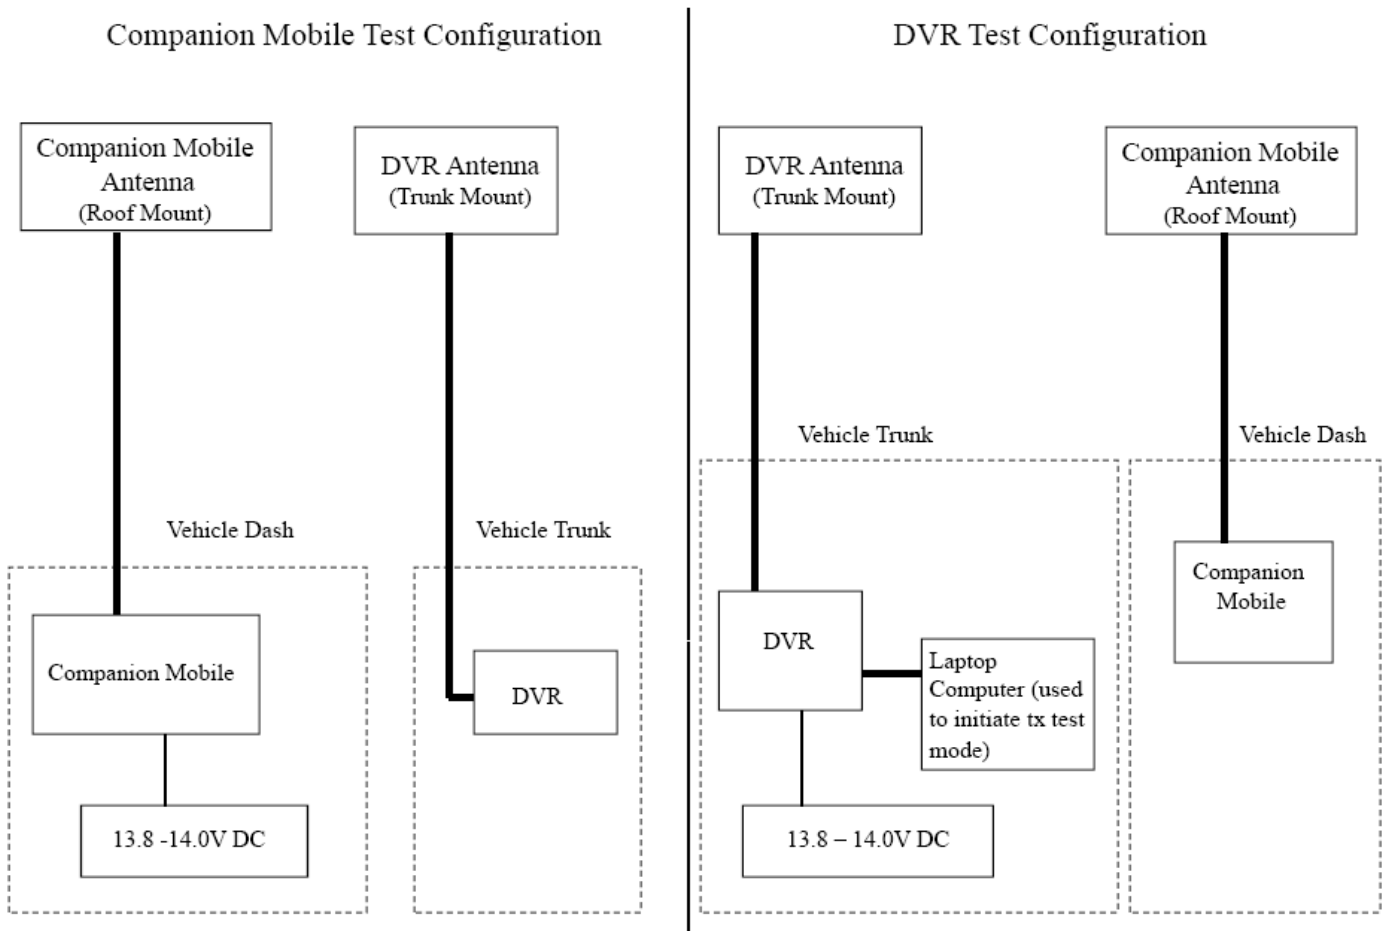 Companion Mobile Test Configuration
Companion Mobile
Antenna
(Roof Mount)
DVR Antenna
(Trunk Mount)
Vehicle Dash
Vehicle Trunk
Companion Mobile
DVR
13.8 -14.0V DC
DVR Test Configuration
DVR Antenna
(Trunk Mount)
Companion Mobile
Antenna
(Roof Mount)
Vehicle Trunk
Vehicle Dash
DVR
Laptop
Computer (used
to initiate tx test
mode)
Companion
Mobile
13.8 – 14.0V DC